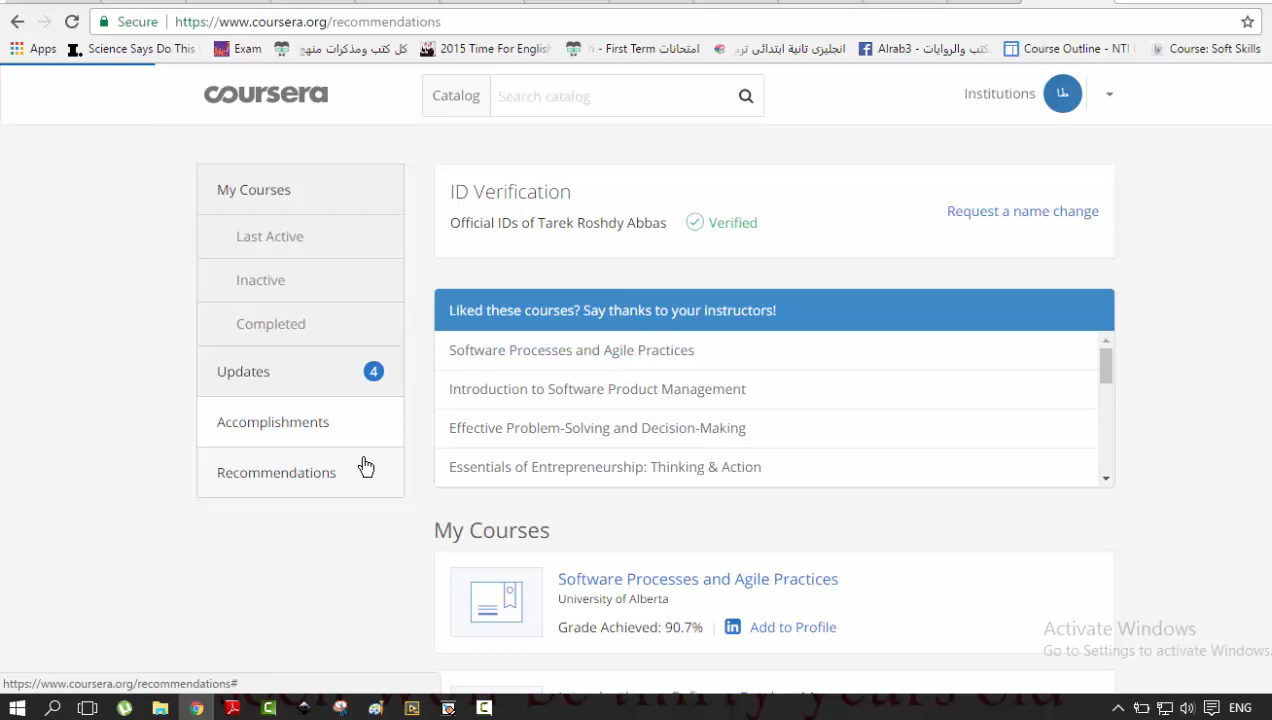 Secure https://www.coursera.org/recommendations
Apps Science Says Do This Exam كل كتب ومذكرات منهج 2015 Time For English امتحانات First Term - n انجليزى ثانية ابتدائى ترم Alrab3 Course Outline - NTI Course: Soft Skills
coursera Catalog Search catalog Institutions
My Courses
Last Active
Inactive
Completed
Updates 4
Accomplishments
Recommendations
ID Verification
Official IDs of Tarek Roshdy Abbas Verified
Request a name change
Liked these courses? Say thanks to your instructors!
Software Processes and Agile Practices
Introduction to Software Product Management
Effective Problem-Solving and Decision-Making
Essentials of Entrepreneurship: Thinking & Action
My Courses
Software Processes and Agile Practices
University of Alberta
Grade Achieved: 90.7% | in Add to Profile
Activate Windows
Go to Settings to activate Windows.
https://www.coursera.org/recommendations#
ENG